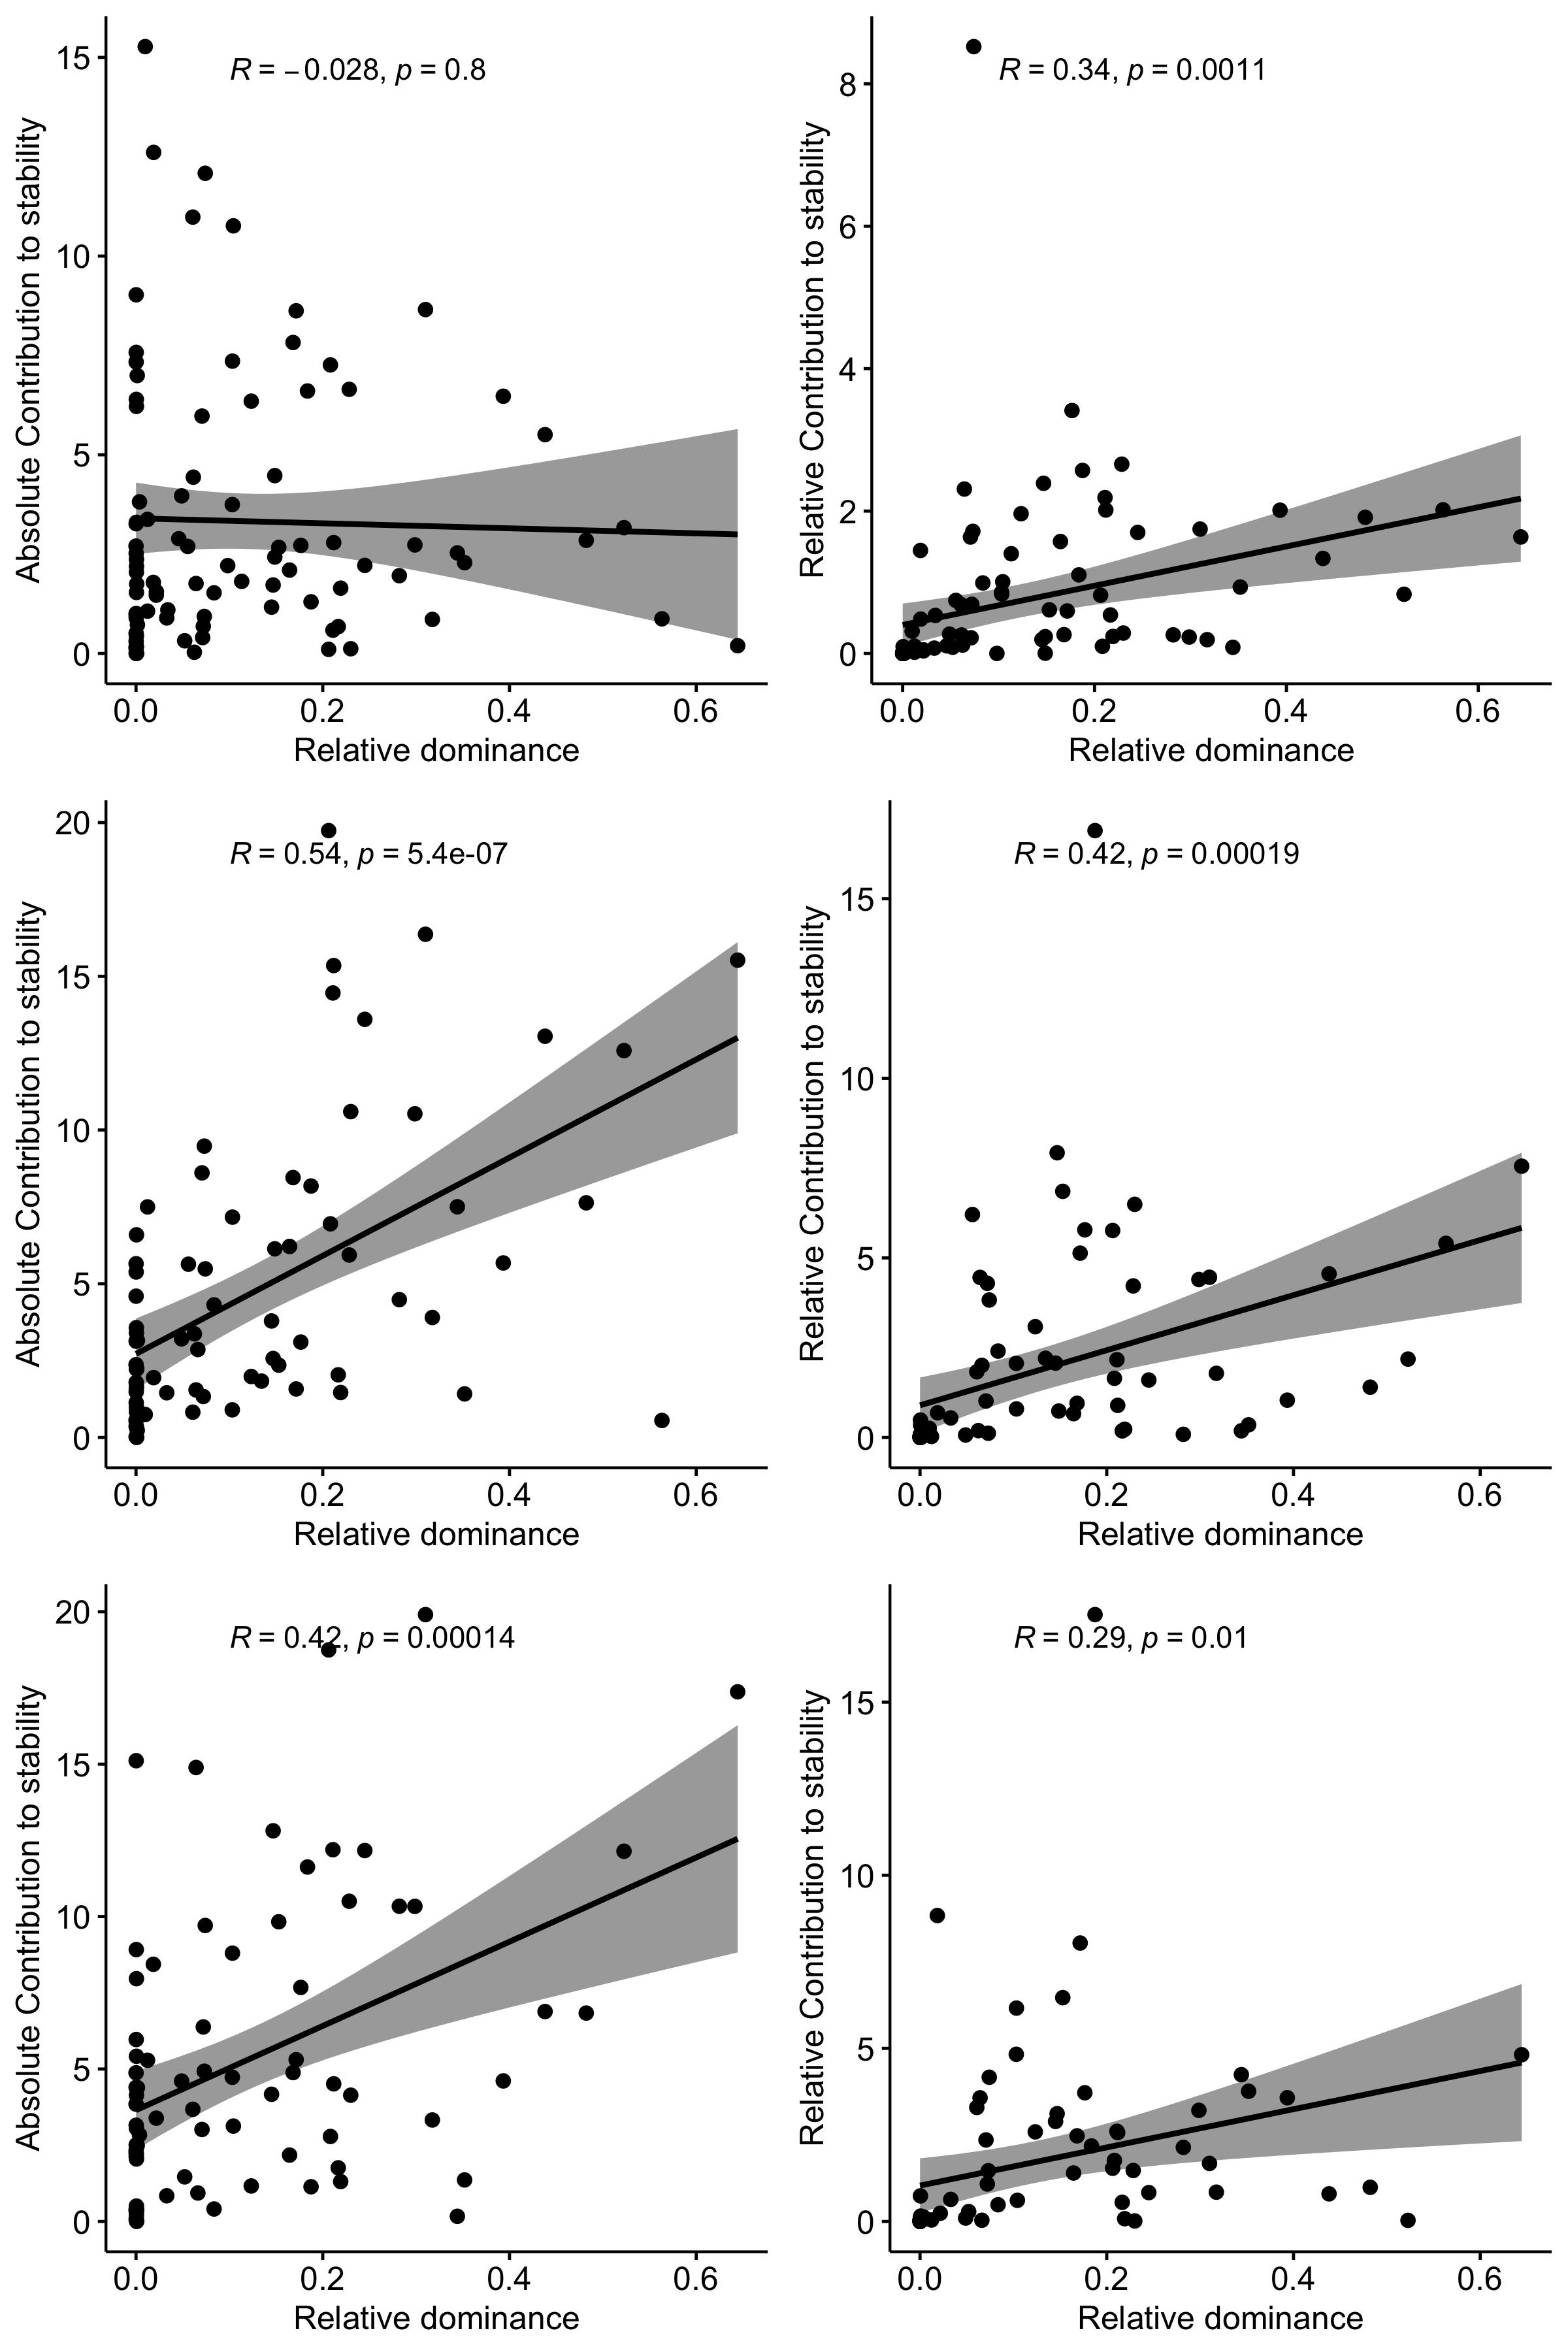 Absolute Contribution to stability
15
10
5
0
R = −0.028, p = 0.8
0.0 0.2 0.4 0.6
Relative dominance
Relative Contribution to stability
8
6
4
2
0
R = 0.34, p = 0.0011
0.0 0.2 0.4 0.6
Relative dominance
Absolute Contribution to stability
20
15
10
5
0
R = 0.54, p = 5.4e-07
0.0 0.2 0.4 0.6
Relative dominance
Relative Contribution to stability
15
10
5
0
R = 0.42, p = 0.00019
0.0 0.2 0.4 0.6
Relative dominance
Absolute Contribution to stability
20
15
10
5
0
R = 0.42, p = 0.00014
0.0 0.2 0.4 0.6
Relative dominance
Relative Contribution to stability
15
10
5
0
R = 0.29, p = 0.01
0.0 0.2 0.4 0.6
Relative dominance